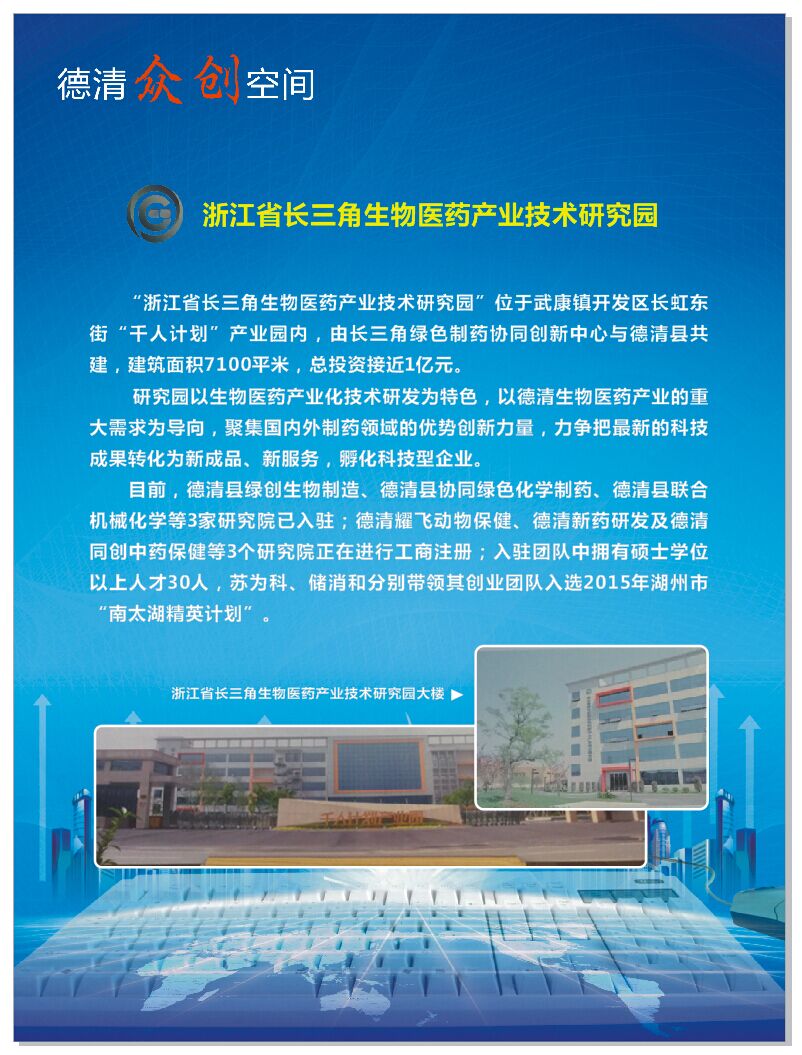 德清众创空间
浙江省长三角生物医药产业技术研究园
“浙江省长三角生物医药产业技术研究园”位于武康镇开发区长虹东
街“千人计划”产业园内，由长三角绿色制药协同创新中心与德清县共
建，建筑面积7100平米，总投资接近1亿元。
研究园以生物医药产业化技术研发为特色，以德清生物医药产业的重
大需求为导向，聚集国内外制药领域的优势创新力量，力争把最新的科技
成果转化为新成品、新服务，孵化科技型企业。
目前，德清县绿创生物制造、德清县协同绿色化学制药、德清县联合
机械化学等3家研究院已入驻；德清耀飞动物保健、德清新药研发及德清
同创中药保健等3个研究院正在进行工商注册；入驻团队中拥有硕士学位
以上人才30人，苏为科、储消和分别带领其创业团队入选2015年湖州市
“南太湖精英计划”。
浙江省长三角生物医药产业技术研究园大楼
千人计划产业园